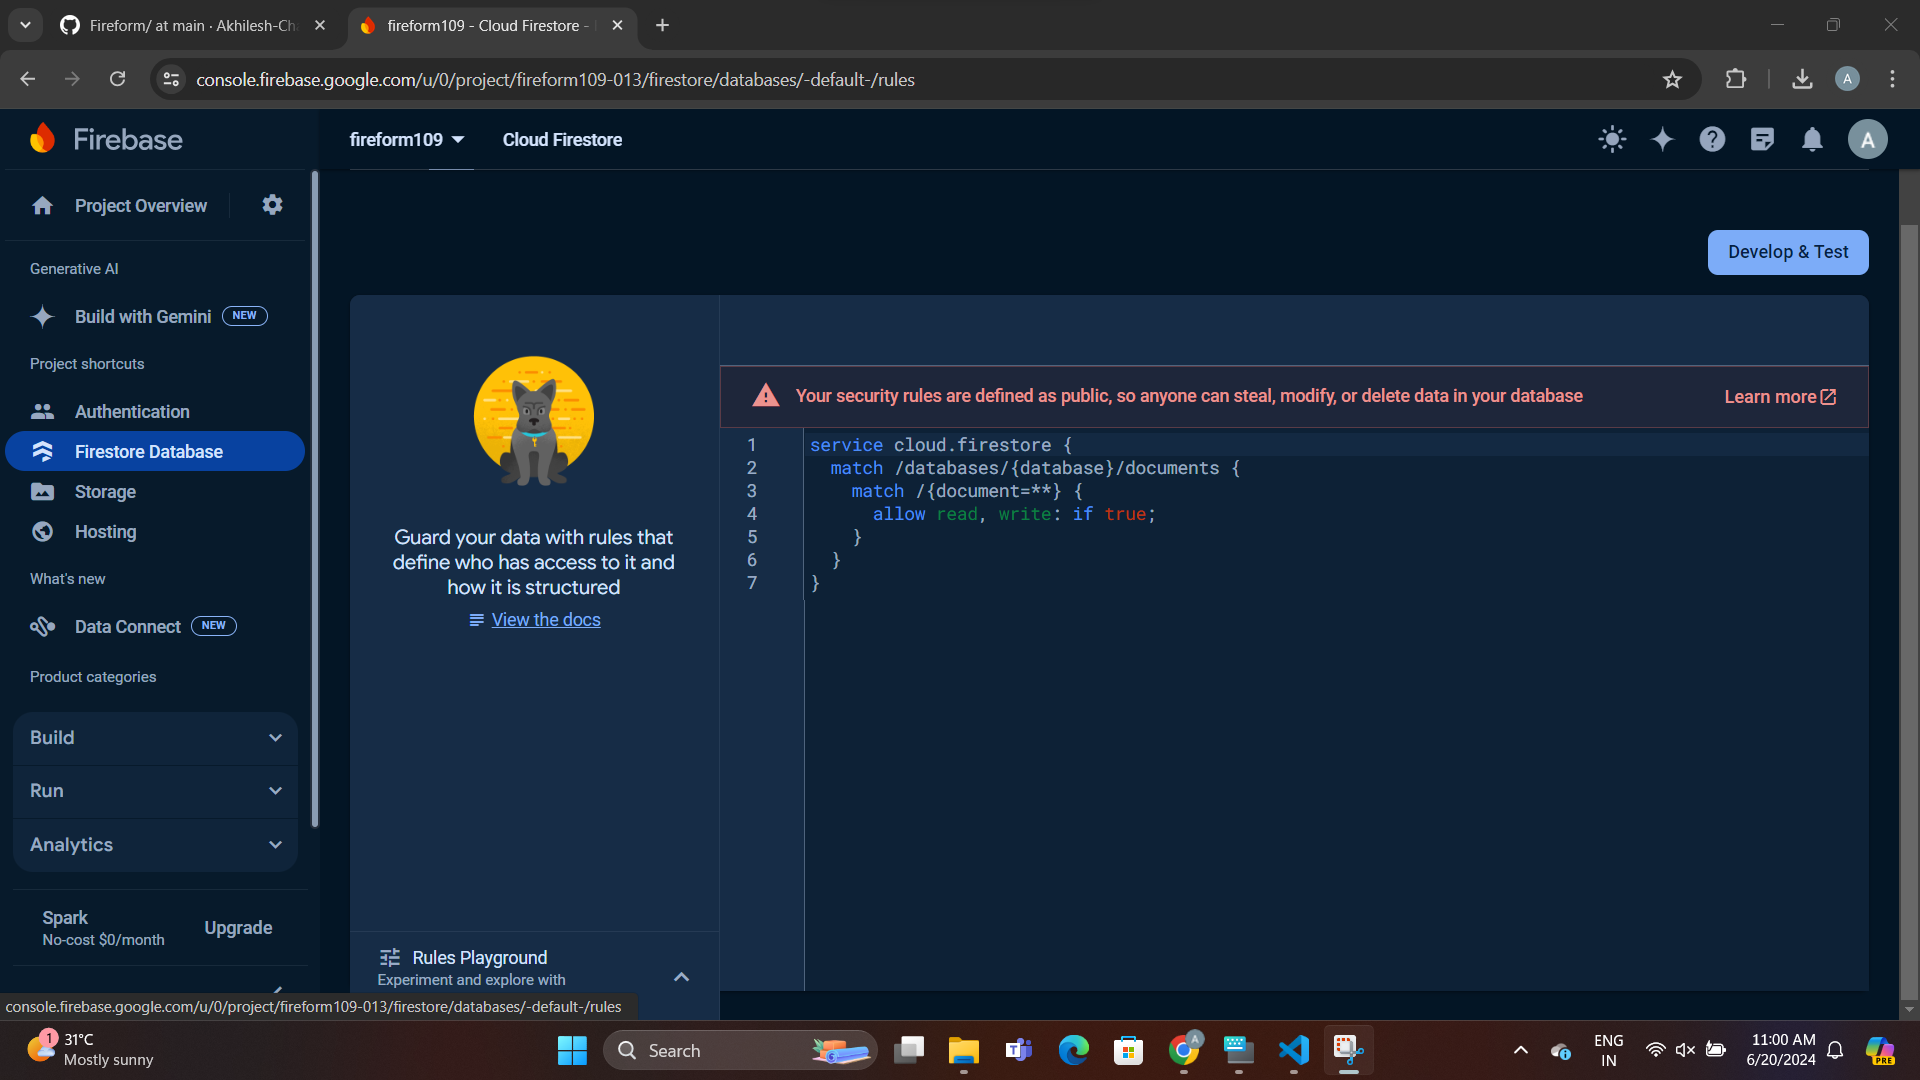 Fireform/ at main · Akhilesh-Ch
fireform109 - Cloud Firestore -
console.firebase.google.com/u/0/project/fireform109-013/firestore/databases/-default-/rules
A
Firebase
fireform109
Cloud Firestore
A
Project Overview
Generative AI
Build with Gemini
NEW
Project shortcuts
Authentication
Firestore Database
Storage
Hosting
What's new
Data Connect
NEW
Product categories
Build
Run
Analytics
Spark
No-cost $0/month
Upgrade
Develop & Test
Guard your data with rules that
define who has access to it and
how it is structured
View the docs
Rules Playground
Experiment and explore with
Your security rules are defined as public, so anyone can steal, modify, or delete data in your database
Learn more
1 service cloud.firestore {
2 match /databases/{database}/documents {
3 match /{document=**} {
4 allow read, write: if true;
5 }
6 }
7 }
console.firebase.google.com/u/0/project/fireform109-013/firestore/databases/-default-/rules
1
31°C
Mostly sunny
Search
A
ENG
IN
11:00 AM
6/20/2024
PRE